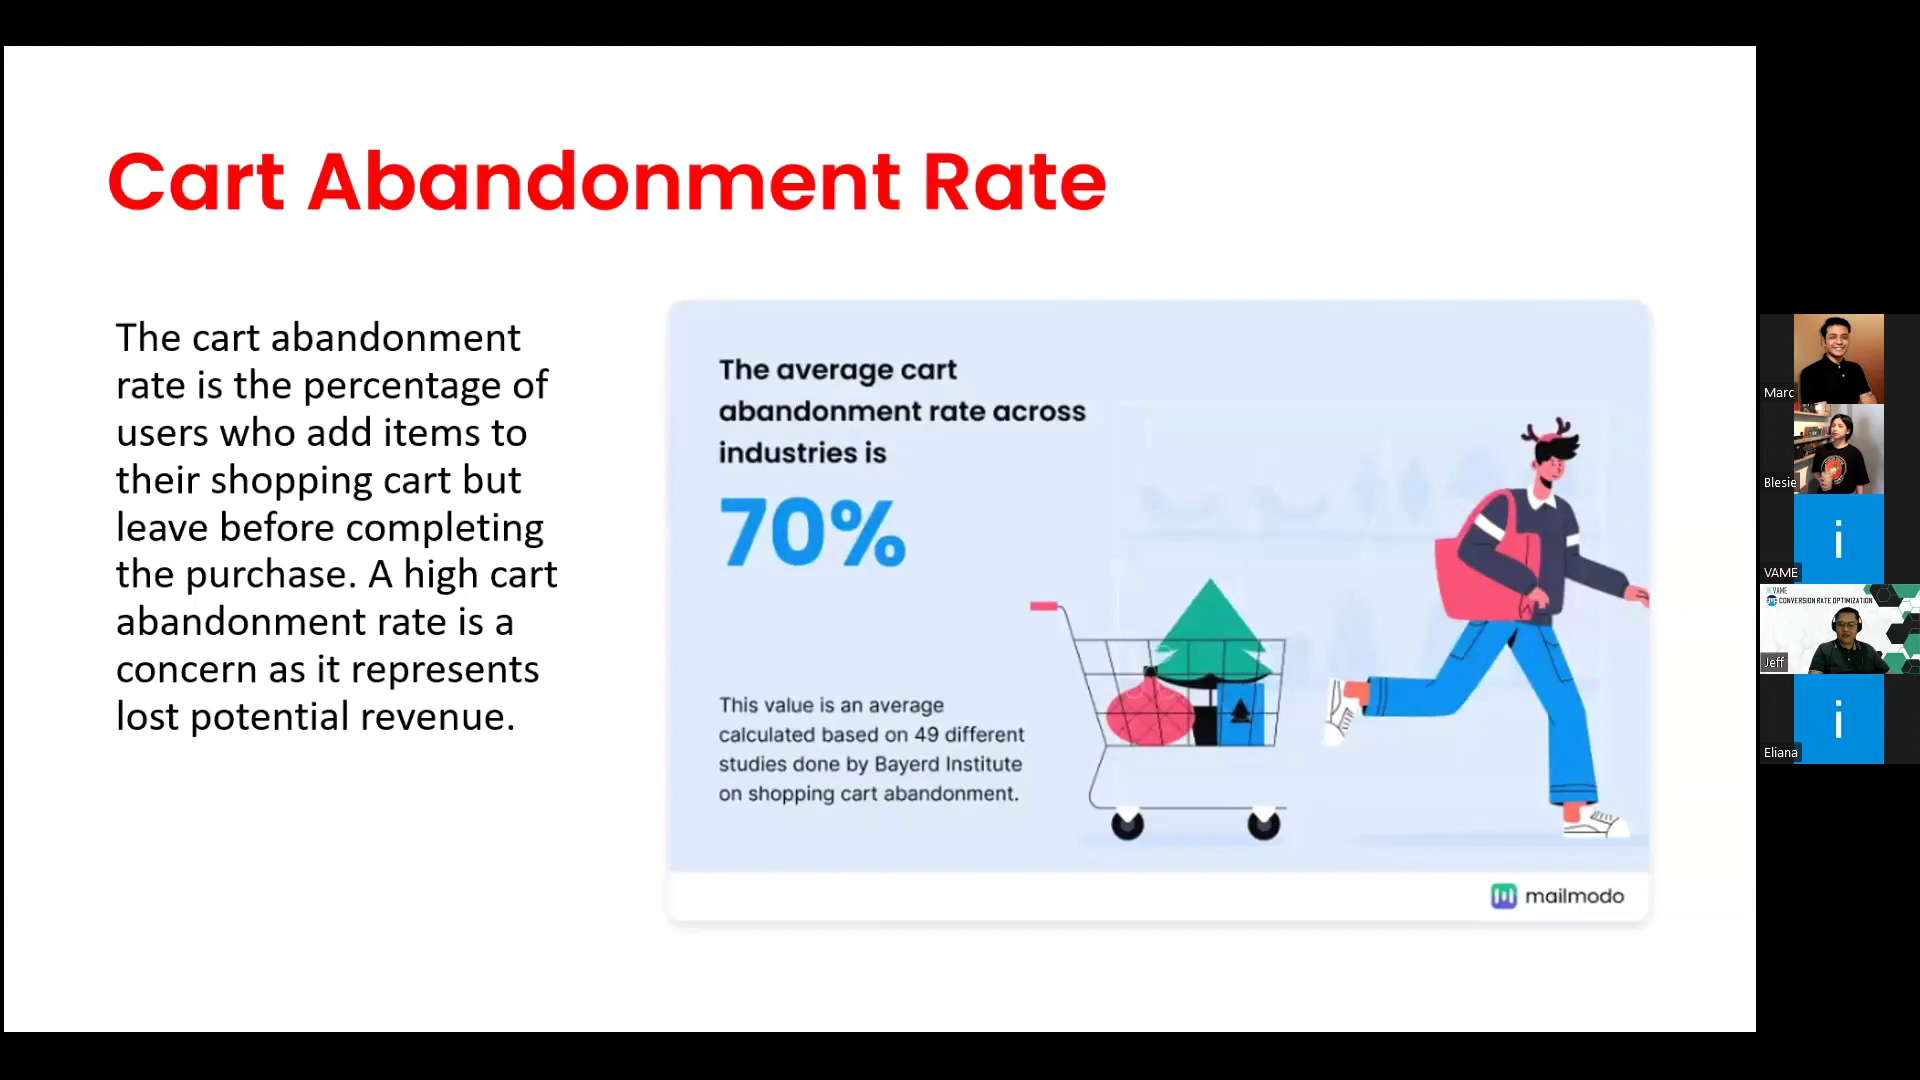 Cart Abandonment Rate
The cart abandonment
rate is the percentage of
users who add items to
their shopping cart but
leave before completing
the purchase. A high cart
abandonment rate is a
concern as it represents
lost potential revenue.
The average cart
abandonment rate across
industries is
70%
This value is an average
calculated based on 49 different
studies done by Bayerd Institute
on shopping cart abandonment.
mailmodo
Marc
Blesie
i
VAME
VAME
CONVERSION RATE OPTIMIZATION
Jeff
i
Eliana